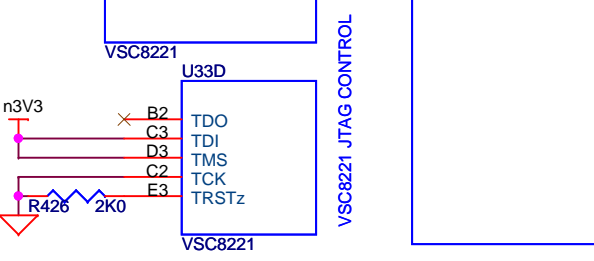 VSC8221
U33D
n3V3
B2 TDO
C3 TDI
D3 TMS
C2 TCK
E3 TRSTz
R426 2K0
VSC8221
VSC8221 JTAG CONTROL